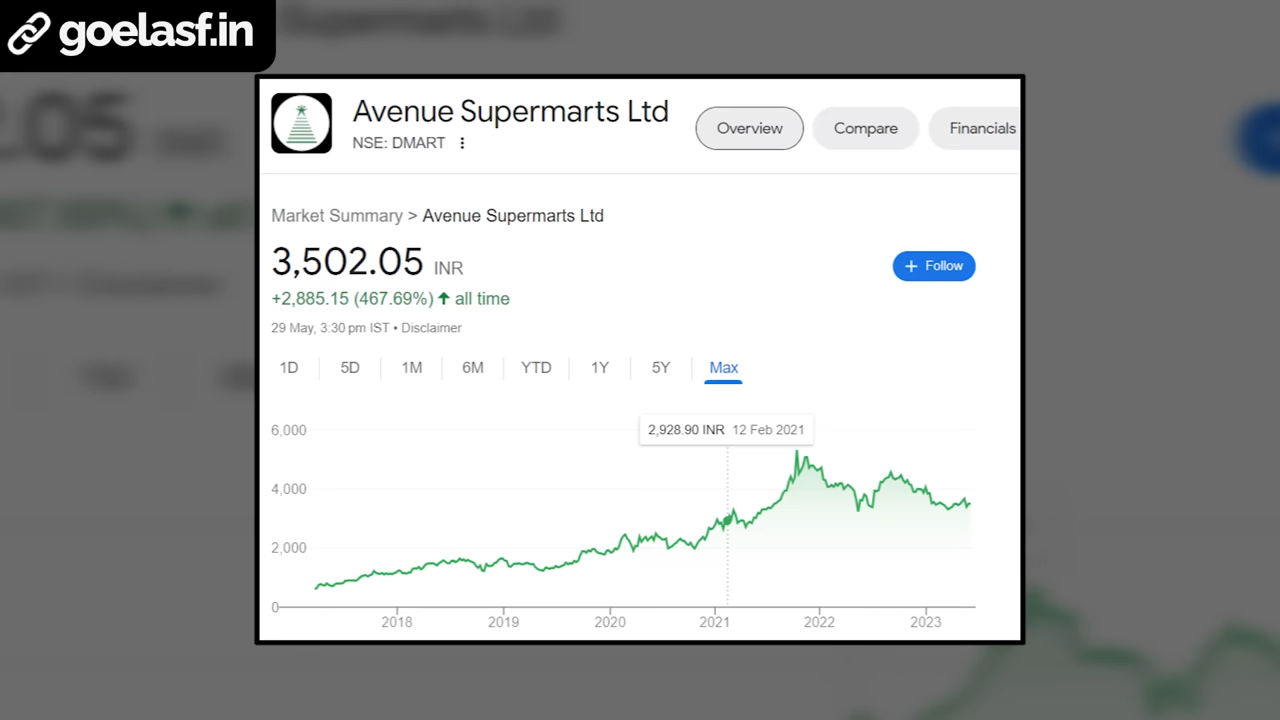 goelasf.in
Avenue Supermarts Ltd
NSE: DMART
Overview
Compare
Financials
Market Summary > Avenue Supermarts Ltd
3,502.05 INR
+2,885.15 (467.69%) ↑ all time
+ Follow
29 May, 3:30 pm IST • Disclaimer
1D 5D 1M 6M YTD 1Y 5Y Max
2,928.90 INR 12 Feb 2021
6,000
4,000
2,000
0
2018 2019 2020 2021 2022 2023